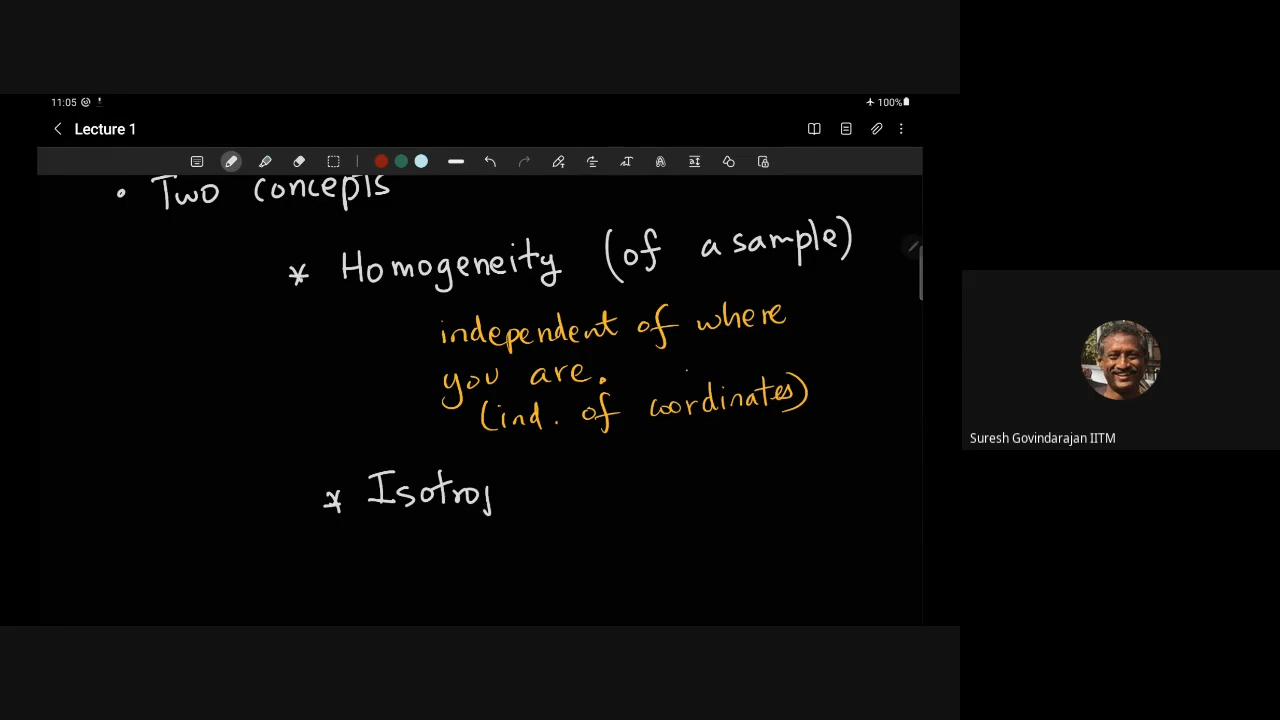 11:05
100%
Lecture 1
• Two concepts
* Homogeneity (of a sample)
independent of where
you are.
(ind. of coordinates)
* Isotrop
Suresh Govindarajan IITM